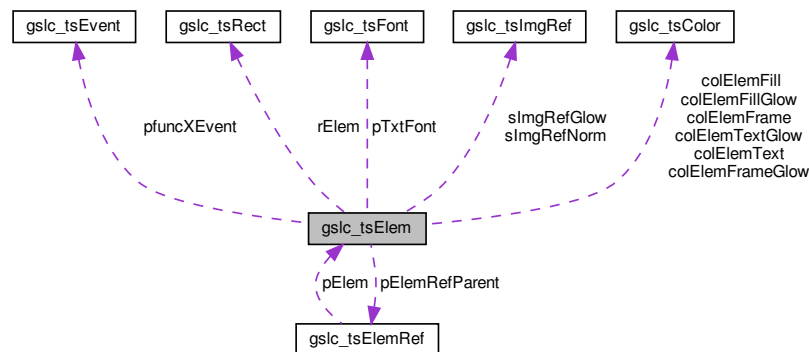 gslc_tsEvent
gslc_tsRect
gslc_tsFont
gslc_tsImgRef
gslc_tsColor
pfuncXEvent
rElem
pTxtFont
sImgRefGlow
sImgRefNorm
colElemFill
colElemFillGlow
colElemFrame
colElemTextGlow
colElemText
colElemFrameGlow
gslc_tsElem
pElem
pElemRefParent
gslc_tsElemRef